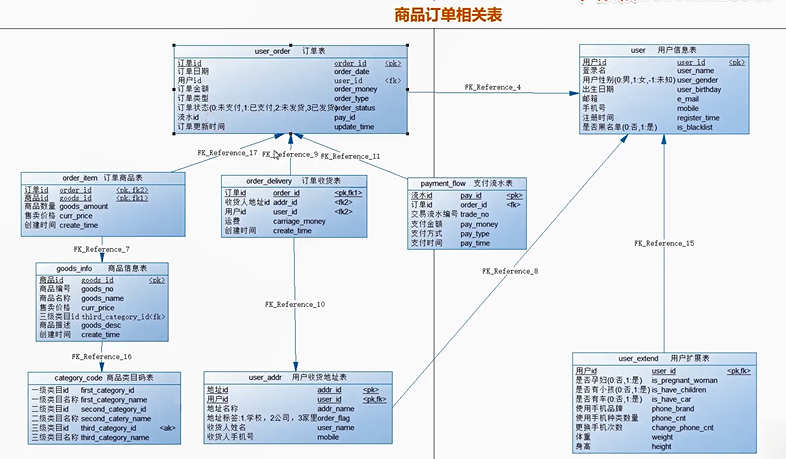 商品订单相关表
user_order 订单表
订单id order_id <pk>
订单日期 order_date
用户id user_id <fk>
订单金额 order_money
订单类型 order_type
订单状态(0:未支付,1:已支付,2:未发货,3已发货) order_status
流水id pay_id
订单更新时间 update_time
user 用户信息表
用户id user_id <pk>
登录名 user_name
用户性别(0:男,1:女,-1:未知) user_gender
出生日期 user_birthday
邮箱 e_mail
手机号 mobile
注册时间 register_time
是否黑名单(0:否,1:是) is_blacklist
FK_Reference_4
FK_Reference_17
FK_Reference_9
FK_Reference_11
order_item 订单商品表
订单id order_id <pk,fk2>
商品id goods_id <pk,fk1>
商品数量 goods_amount
售卖价格 curr_price
创建时间 create_time
order_delivery 订单收货表
订单id order_id <pk,fk1>
收货人地址id addr_id <fk2>
用户id user_id <fk2>
运费 carriage_money
创建时间 create_time
payment_flow 支付流水表
流水id pay_id <pk>
订单id order_id <fk>
交易流水编号 trade_no
支付金额 pay_money
支付方式 pay_type
支付时间 pay_time
FK_Reference_7
FK_Reference_15
FK_Reference_8
goods_info 商品信息表
商品id goods_id <pk>
商品编号 goods_no
商品名称 goods_name
售卖价格 curr_price
三级类目id third_category_id <fk>
商品描述 goods_desc
创建时间 create_time
FK_Reference_10
FK_Reference_16
category_code 商品类目码表
一级类目id first_category_id
一级类目名称 first_category_name
二级类目id second_category_id
二级类目名称 second_catery_name
三级类目id third_category_id <ak>
三级类目名称 third_category_name
user_addr 用户收货地址表
地址id addr_id <pk>
用户id user_id <pk,fk>
地址名称 addr_name
地址标签:1.学校，2公司，3家里 order_flag
收货人姓名 user_name
收货人手机号 mobile
user_extend 用户扩展表
用户id user_id <pk,fk>
是否孕妇(0:否,1:是) is_pregnant_woman
是否有小孩(0:否,1:是) is_have_children
是否有车(0:否,1:是) is_have_car
使用手机品牌 phone_brand
使用手机种类数量 phone_cnt
更换手机次数 change_phone_cnt
体重 weight
身高 height